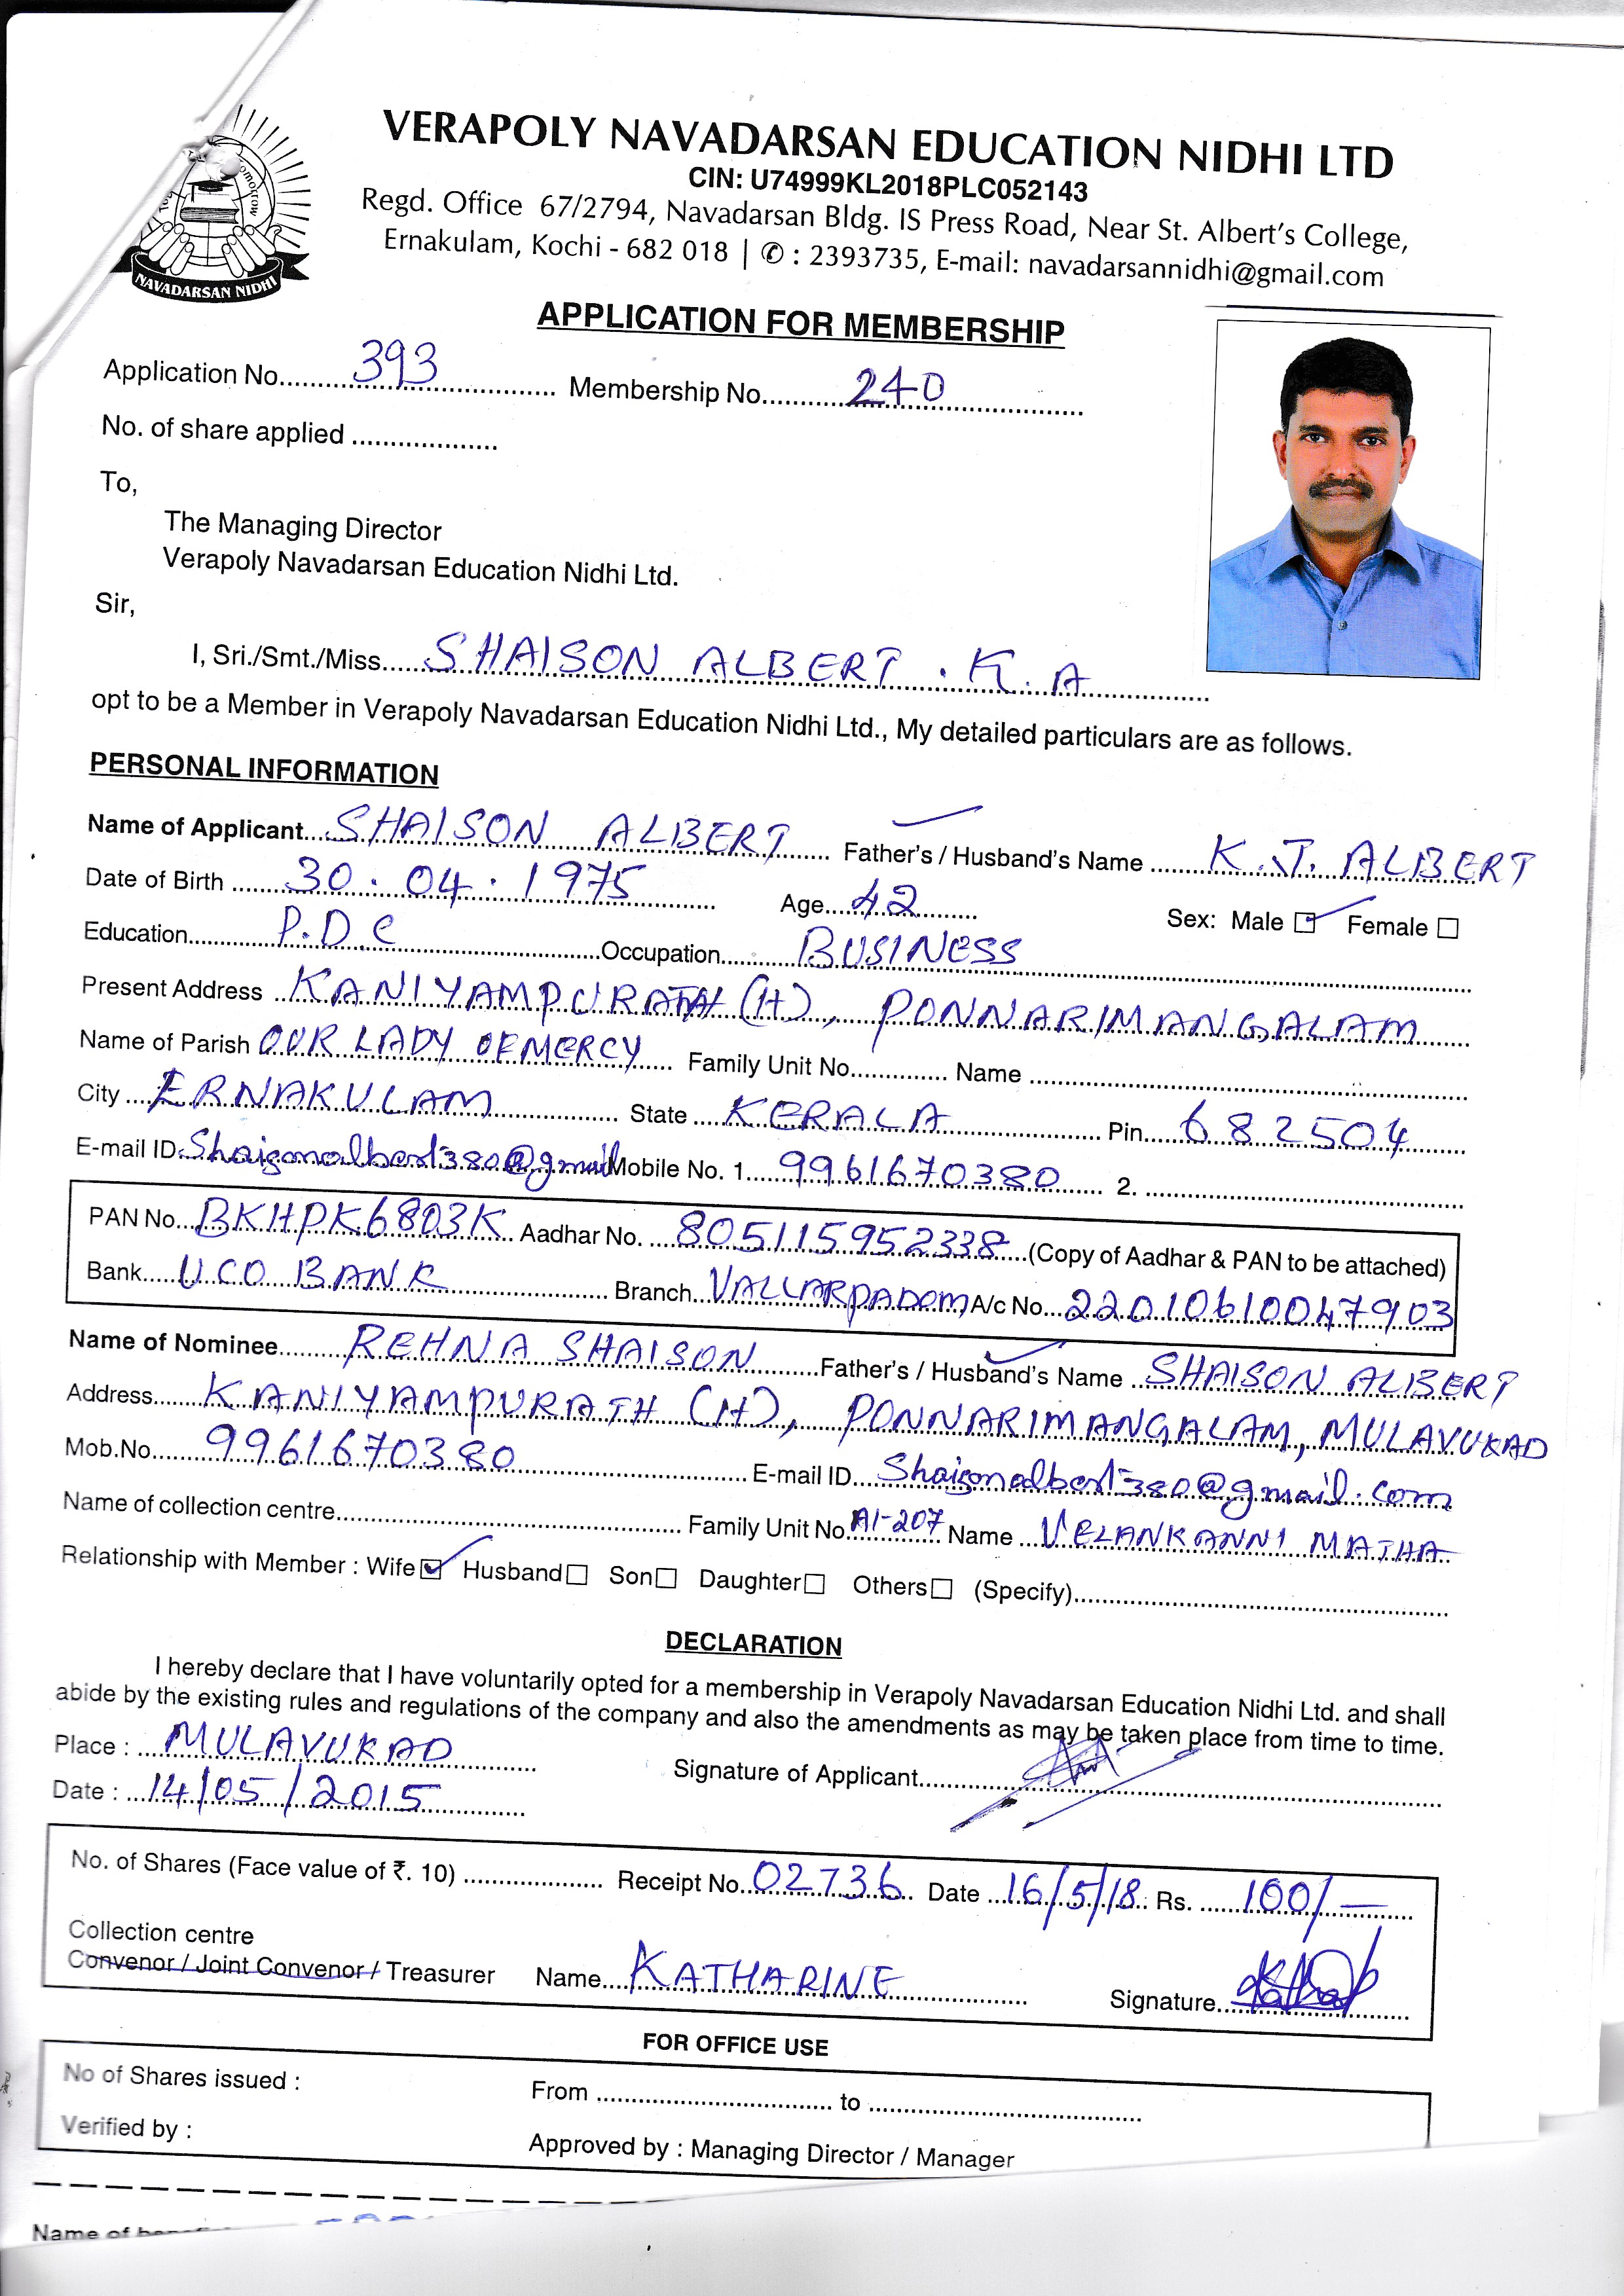 VERAPOLY NAVADARSAN EDUCATION NIDHI LTD
CIN: U74999KL2018PLC052143
Regd. Office 67/2794, Navadarsan Bldg. IS Press Road, Near St. Albert's College,
Ernakulam, Kochi - 682 018 | ✆ : 2393735, E-mail: navadarsannidhi@gmail.com
NAVADARSAN NIDHI
APPLICATION FOR MEMBERSHIP
Application No. 393 Membership No. 240
No. of share applied
To,
The Managing Director
Verapoly Navadarsan Education Nidhi Ltd.
Sir,
I, Sri./Smt./Miss. SHAISON ALBERT . K. A
opt to be a Member in Verapoly Navadarsan Education Nidhi Ltd., My detailed particulars are as follows.
PERSONAL INFORMATION
Name of Applicant SHAISON ALBERT Father's / Husband's Name K. J. ALBERT
Date of Birth 30 . 04 . 1975 Age 42 Sex: Male Female
Education P.D.C Occupation BUSINESS
Present Address KANIYAMPURATH (H), PONNARIMANGALAM
Name of Parish OUR LADY OF MERCY Family Unit No. Name
City ERNAKULAM State KERALA Pin 682504
E-mail ID Shaisonalbert380@gmail Mobile No. 1. 9961670380 2.
PAN No. BKHPK6803K Aadhar No. 805115952338 (Copy of Aadhar & PAN to be attached)
Bank UCO BANK Branch VALLARPADOM A/c No. 22010610047903
Name of Nominee REHNA SHAISON Father's / Husband's Name SHAISON ALBERT
Address KANIYAMPURATH (H), PONNARIMANGALAM, MULAVUKAD
Mob.No. 9961670380 E-mail ID Shaisonalbert380@gmail.com
Name of collection centre Family Unit No. A1-207 Name VELANKANNI MATHA
Relationship with Member : Wife Husband Son Daughter Others (Specify)
DECLARATION
I hereby declare that I have voluntarily opted for a membership in Verapoly Navadarsan Education Nidhi Ltd. and shall
abide by the existing rules and regulations of the company and also the amendments as may be taken place from time to time.
Place : MULAVUKAD
Signature of Applicant
Date : 14/05/2015
No. of Shares (Face value of ₹. 10) Receipt No. 02736 Date 16/5/18 Rs. 100/-
Collection centre
Convenor / Joint Convenor / Treasurer Name KATHARINE Signature
FOR OFFICE USE
No of Shares issued : From to
Verified by : Approved by : Managing Director / Manager
Name of